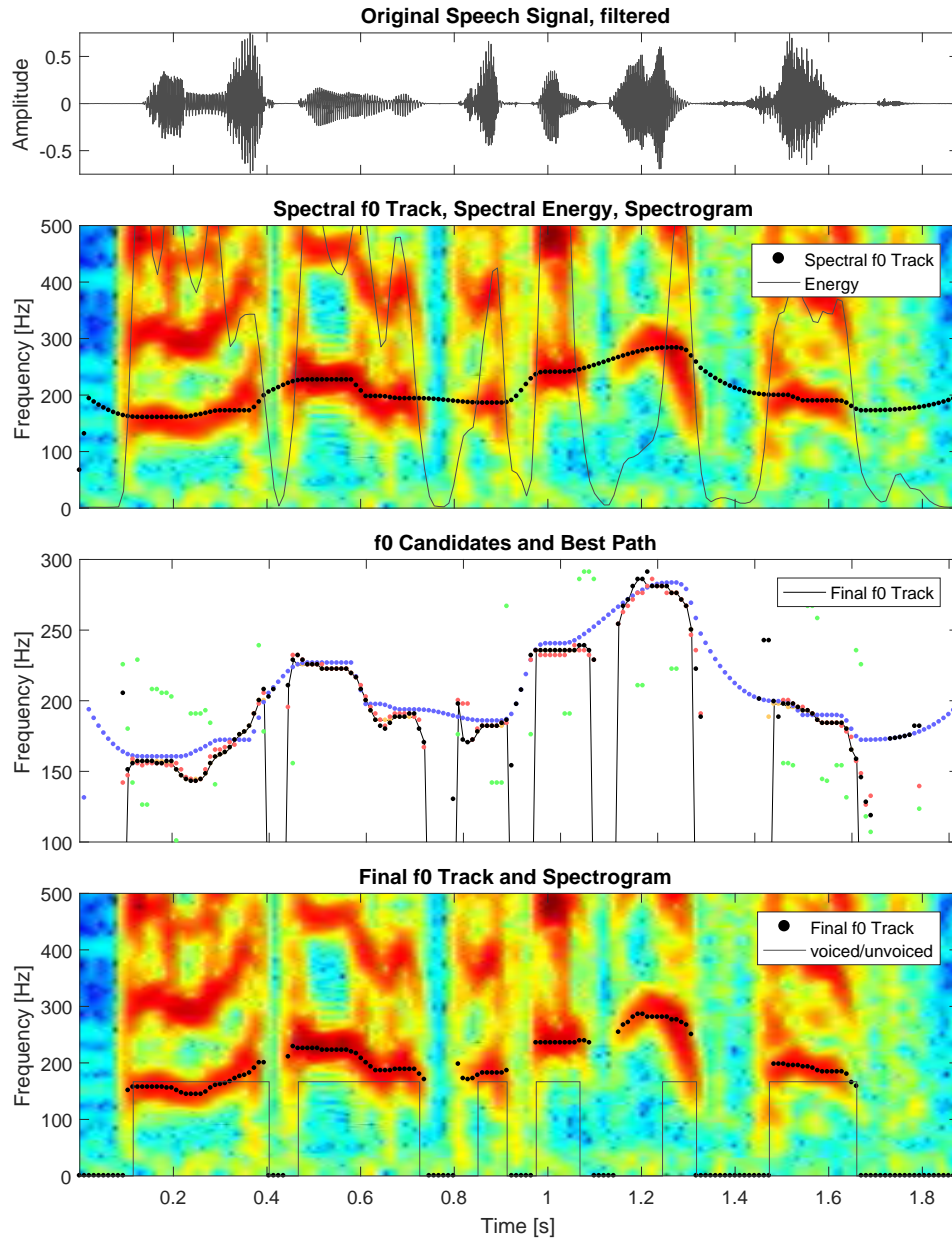 Original Speech Signal, filtered
Amplitude
0.5
0
-0.5
Spectral f0 Track, Spectral Energy, Spectrogram
Frequency [Hz]
500
400
300
200
100
0
Spectral f0 Track
Energy
f0 Candidates and Best Path
Frequency [Hz]
300
250
200
150
100
Final f0 Track
Final f0 Track and Spectrogram
Frequency [Hz]
500
400
300
200
100
0
Final f0 Track
voiced/unvoiced
0.2 0.4 0.6 0.8 1 1.2 1.4 1.6 1.8
Time [s]